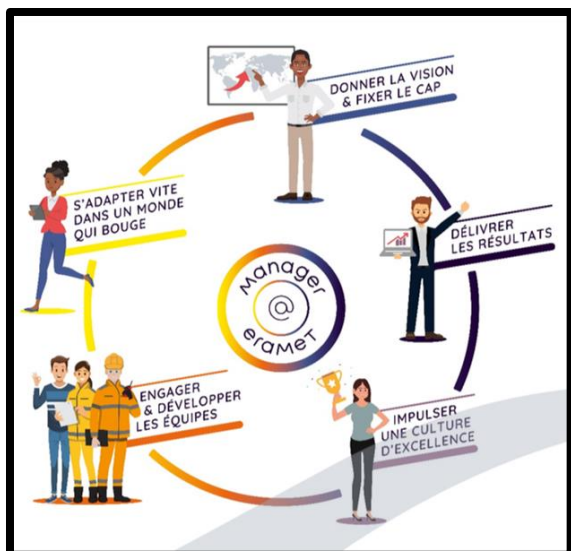 DONNER LA VISION
& FIXER LE CAP
S'ADAPTER VITE
DANS UN MONDE
QUI BOUGE
DÉLIVRER
LES RÉSULTATS
manager
@
eramet
ENGAGER
& DÉVELOPPER
LES ÉQUIPES
IMPULSER
UNE CULTURE
D'EXCELLENCE